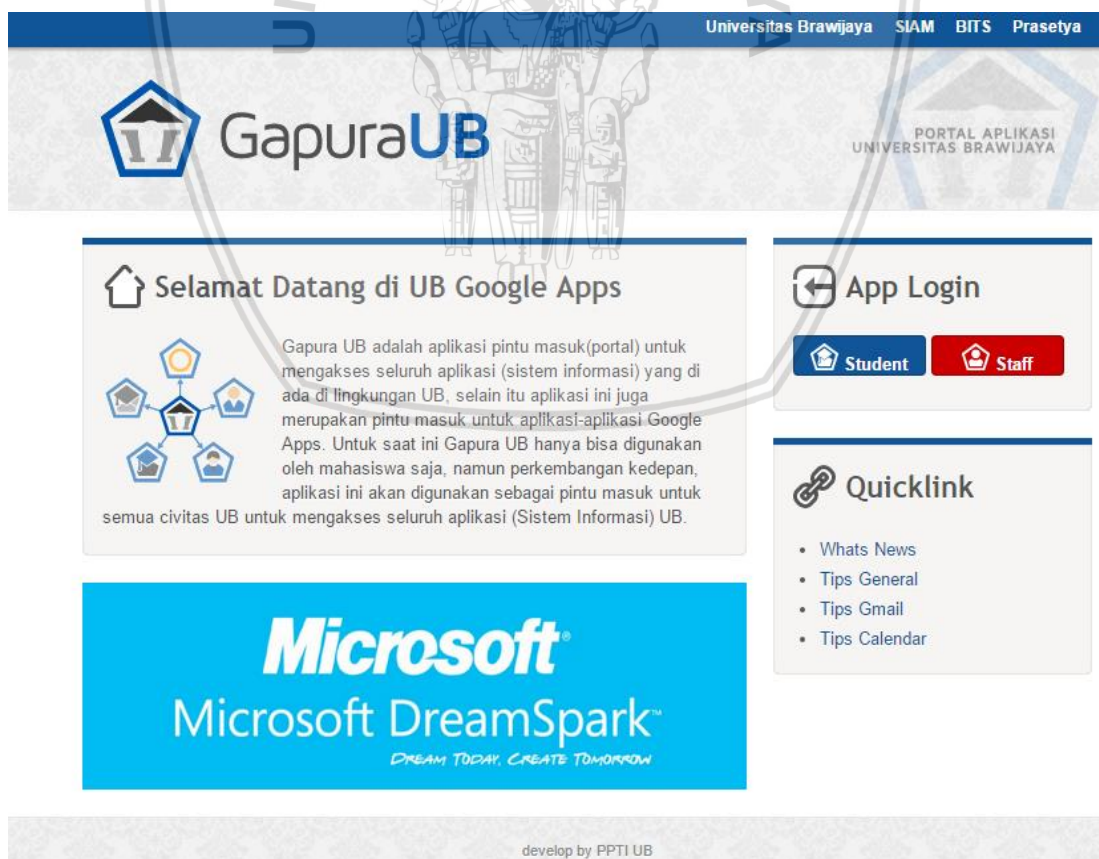 Universitas Brawijaya SIAM BITS Prasetya
GapuraUB
PORTAL APLIKASI
UNIVERSITAS BRAWIJAYA
Selamat Datang di UB Google Apps
Gapura UB adalah aplikasi pintu masuk(portal) untuk
mengakses seluruh aplikasi (sistem informasi) yang di
ada di lingkungan UB, selain itu aplikasi ini juga
merupakan pintu masuk untuk aplikasi-aplikasi Google
Apps. Untuk saat ini Gapura UB hanya bisa digunakan
oleh mahasiswa saja, namun perkembangan kedepan,
aplikasi ini akan digunakan sebagai pintu masuk untuk
semua civitas UB untuk mengakses seluruh aplikasi (Sistem Informasi) UB.
App Login
Student Staff
Quicklink
• Whats News
• Tips General
• Tips Gmail
• Tips Calendar
Microsoft®
Microsoft DreamSpark™
DREAM TODAY. CREATE TOMORROW
develop by PPTI UB